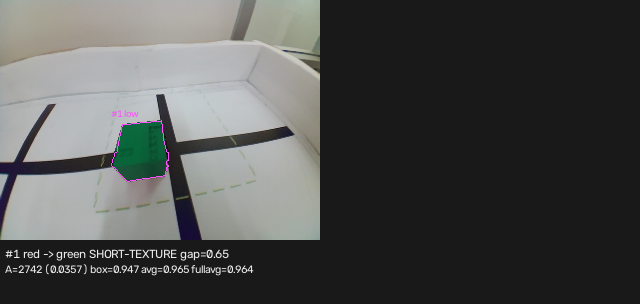 #1 low
#1 red -> green SHORT-TEXTURE gap=0.65
A=2742 (0.0357) box=0.947 avg=0.965 fullavg=0.964